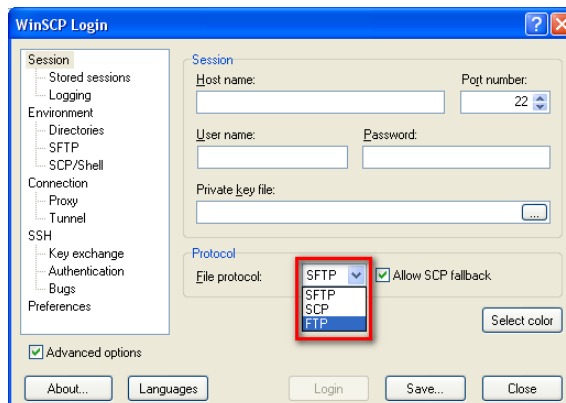 WinSCP Login
Session
Stored sessions
Logging
Environment
Directories
SFTP
SCP/Shell
Connection
Proxy
Tunnel
SSH
Key exchange
Authentication
Bugs
Preferences
Advanced options
Session
Host name: Port number:
22
User name: Password:
Private key file:
...
Protocol
File protocol: SFTP Allow SCP fallback
SFTP
SCP
FTP
Select color
About... Languages Login Save... Close